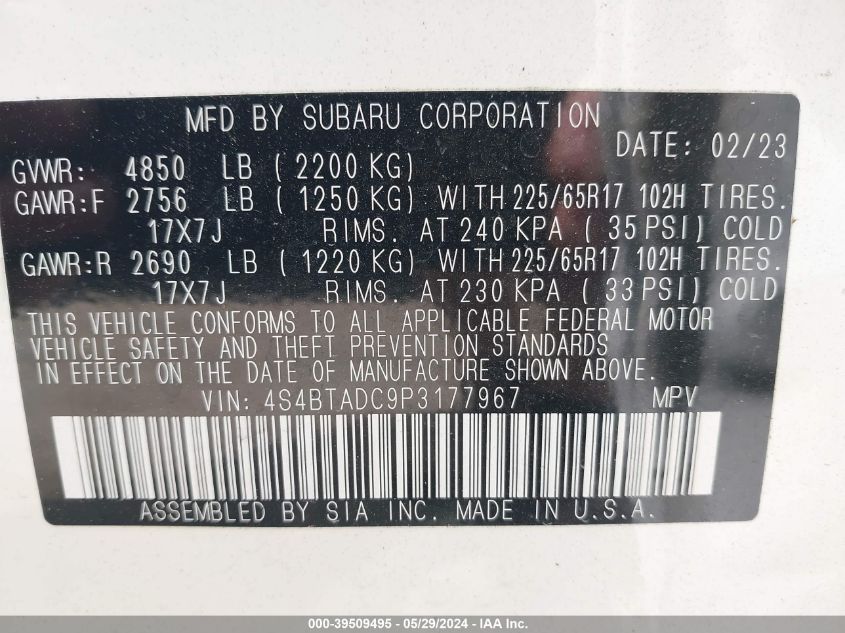 MFD BY SUBARU CORPORATION
DATE: 02/23
GVWR: 4850 LB ( 2200 KG)
GAWR:F 2756 LB ( 1250 KG) WITH 225/65R17 102H TIRES.
17X7J RIMS. AT 240 KPA ( 35 PSI) COLD
GAWR:R 2690 LB ( 1220 KG) WITH 225/65R17 102H TIRES.
17X7J RIMS. AT 230 KPA ( 33 PSI) COLD
THIS VEHICLE CONFORMS TO ALL APPLICABLE FEDERAL MOTOR
VEHICLE SAFETY AND THEFT PREVENTION STANDARDS
IN EFFECT ON THE DATE OF MANUFACTURE SHOWN ABOVE.
VIN: 4S4BTADC9P3177967 MPV
ASSEMBLED BY SIA INC. MADE IN U.S.A.
000-39509495 - 05/29/2024 - IAA Inc.